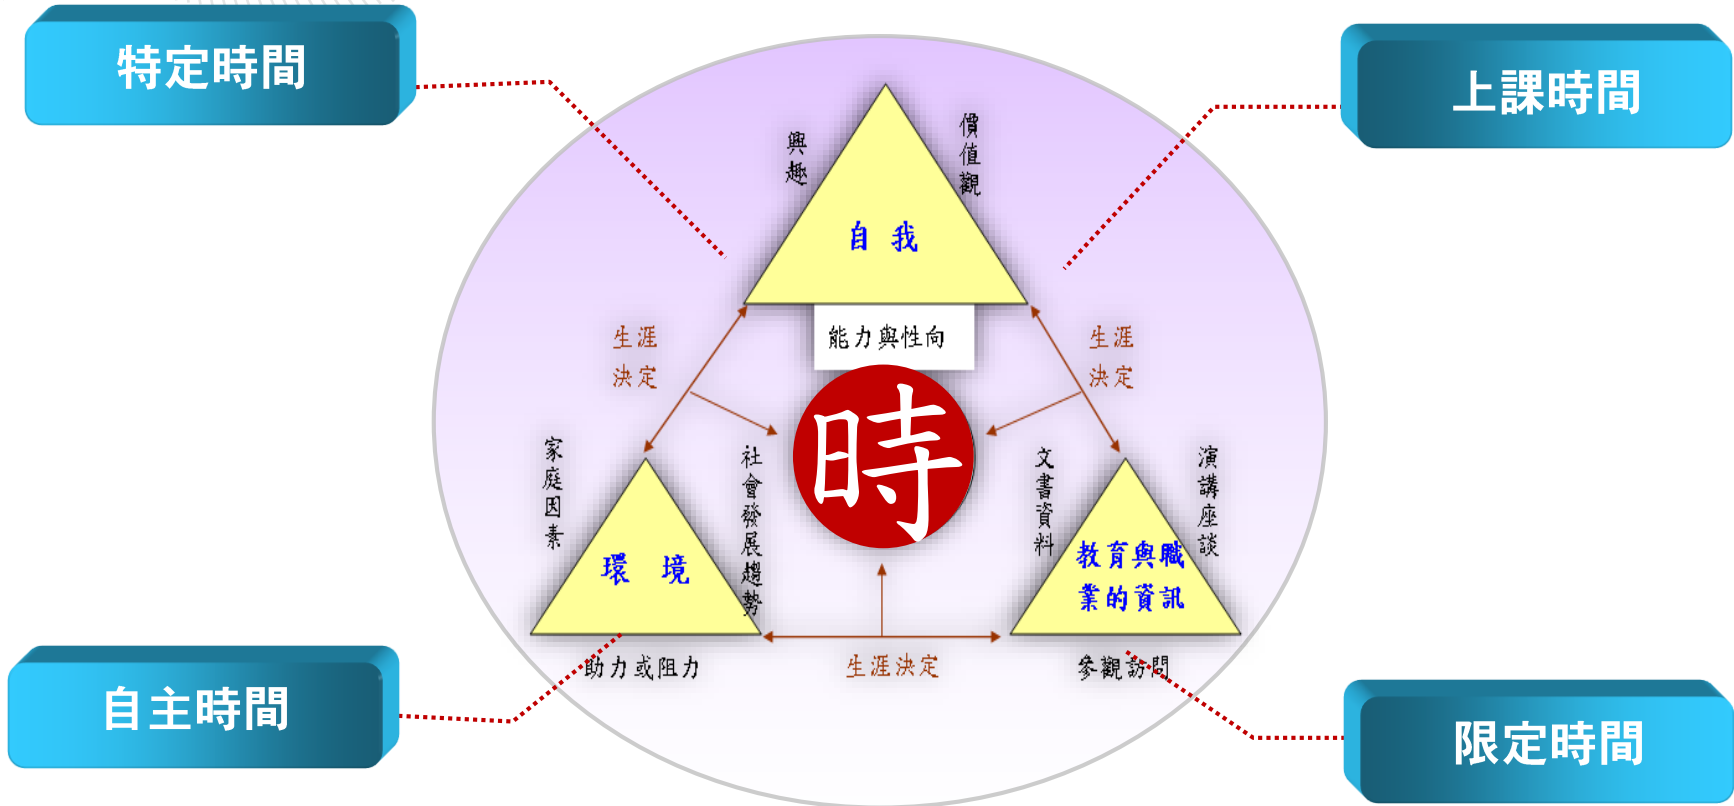 特定時間
上課時間
興趣
價值觀
自我
能力與性向
生涯
決定
生涯
決定
時
家庭因素
社會發展趨勢
文書資料
演講座談
環境
教育與職
業的資訊
助力或阻力
生涯決定
參觀訪問
自主時間
限定時間